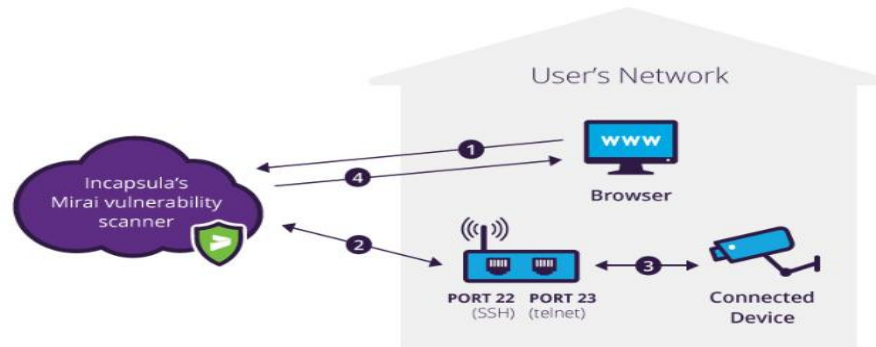 User's Network
www
1
4
Browser
Incapsula's
Mirai vulnerability
scanner
2
3
PORT 22 PORT 23
(SSH) (telnet)
Connected
Device